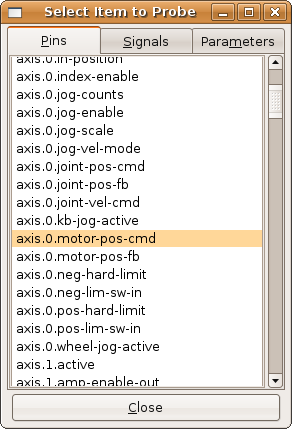 Select Item to Probe
Pins Signals Parameters
axis.0.in-position
axis.0.index-enable
axis.0.jog-counts
axis.0.jog-enable
axis.0.jog-scale
axis.0.jog-vel-mode
axis.0.joint-pos-cmd
axis.0.joint-pos-fb
axis.0.joint-vel-cmd
axis.0.kb-jog-active
axis.0.motor-pos-cmd
axis.0.motor-pos-fb
axis.0.neg-hard-limit
axis.0.neg-lim-sw-in
axis.0.pos-hard-limit
axis.0.pos-lim-sw-in
axis.0.wheel-jog-active
axis.1.active
axis.1.amp-enable-out
Close